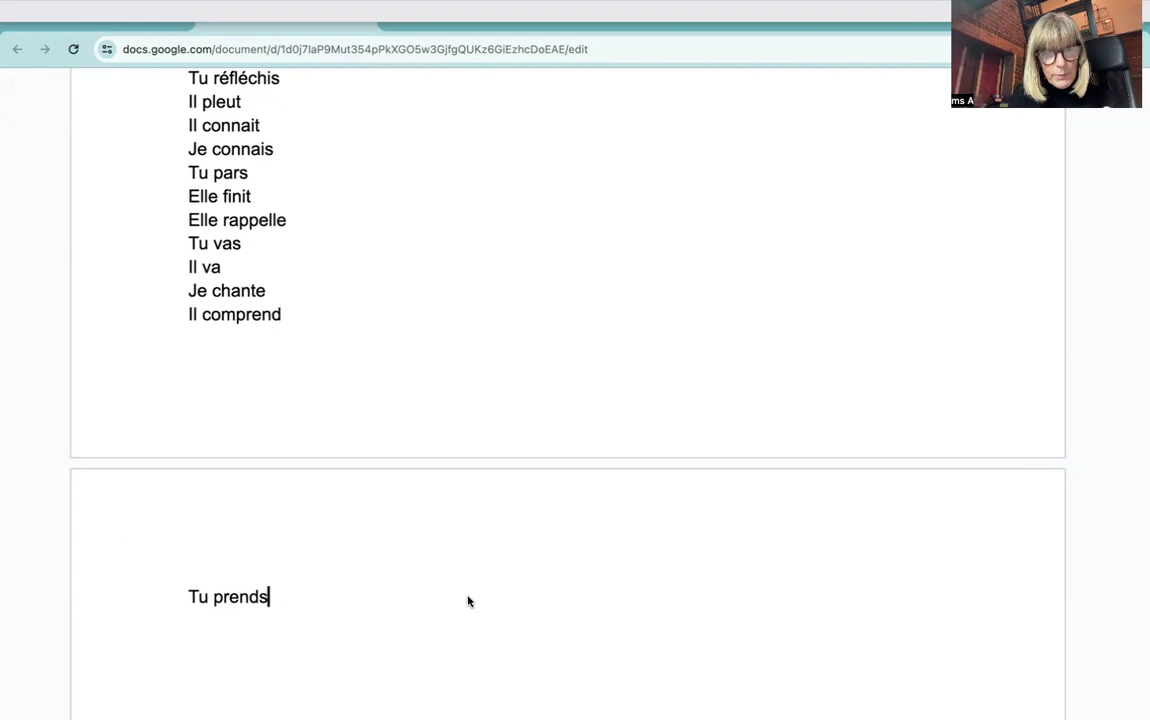 docs.google.com/document/d/1d0j7laP9Mut354pPkXGO5w3GjfgQUKz6GiEzhcDoEAE/edit
ms A
Tu réfléchis
Il pleut
Il connait
Je connais
Tu pars
Elle finit
Elle rappelle
Tu vas
Il va
Je chante
Il comprend
Tu prends